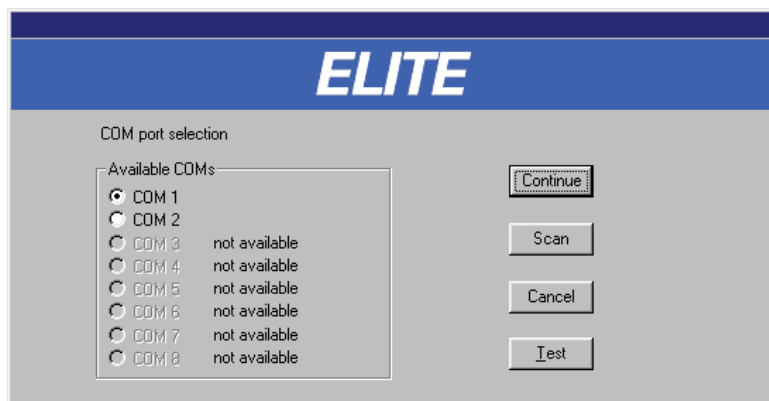 ELITE
COM port selection
Available COMs
COM 1
COM 2
COM 3 not available
COM 4 not available
COM 5 not available
COM 6 not available
COM 7 not available
COM 8 not available
Continue
Scan
Cancel
Test